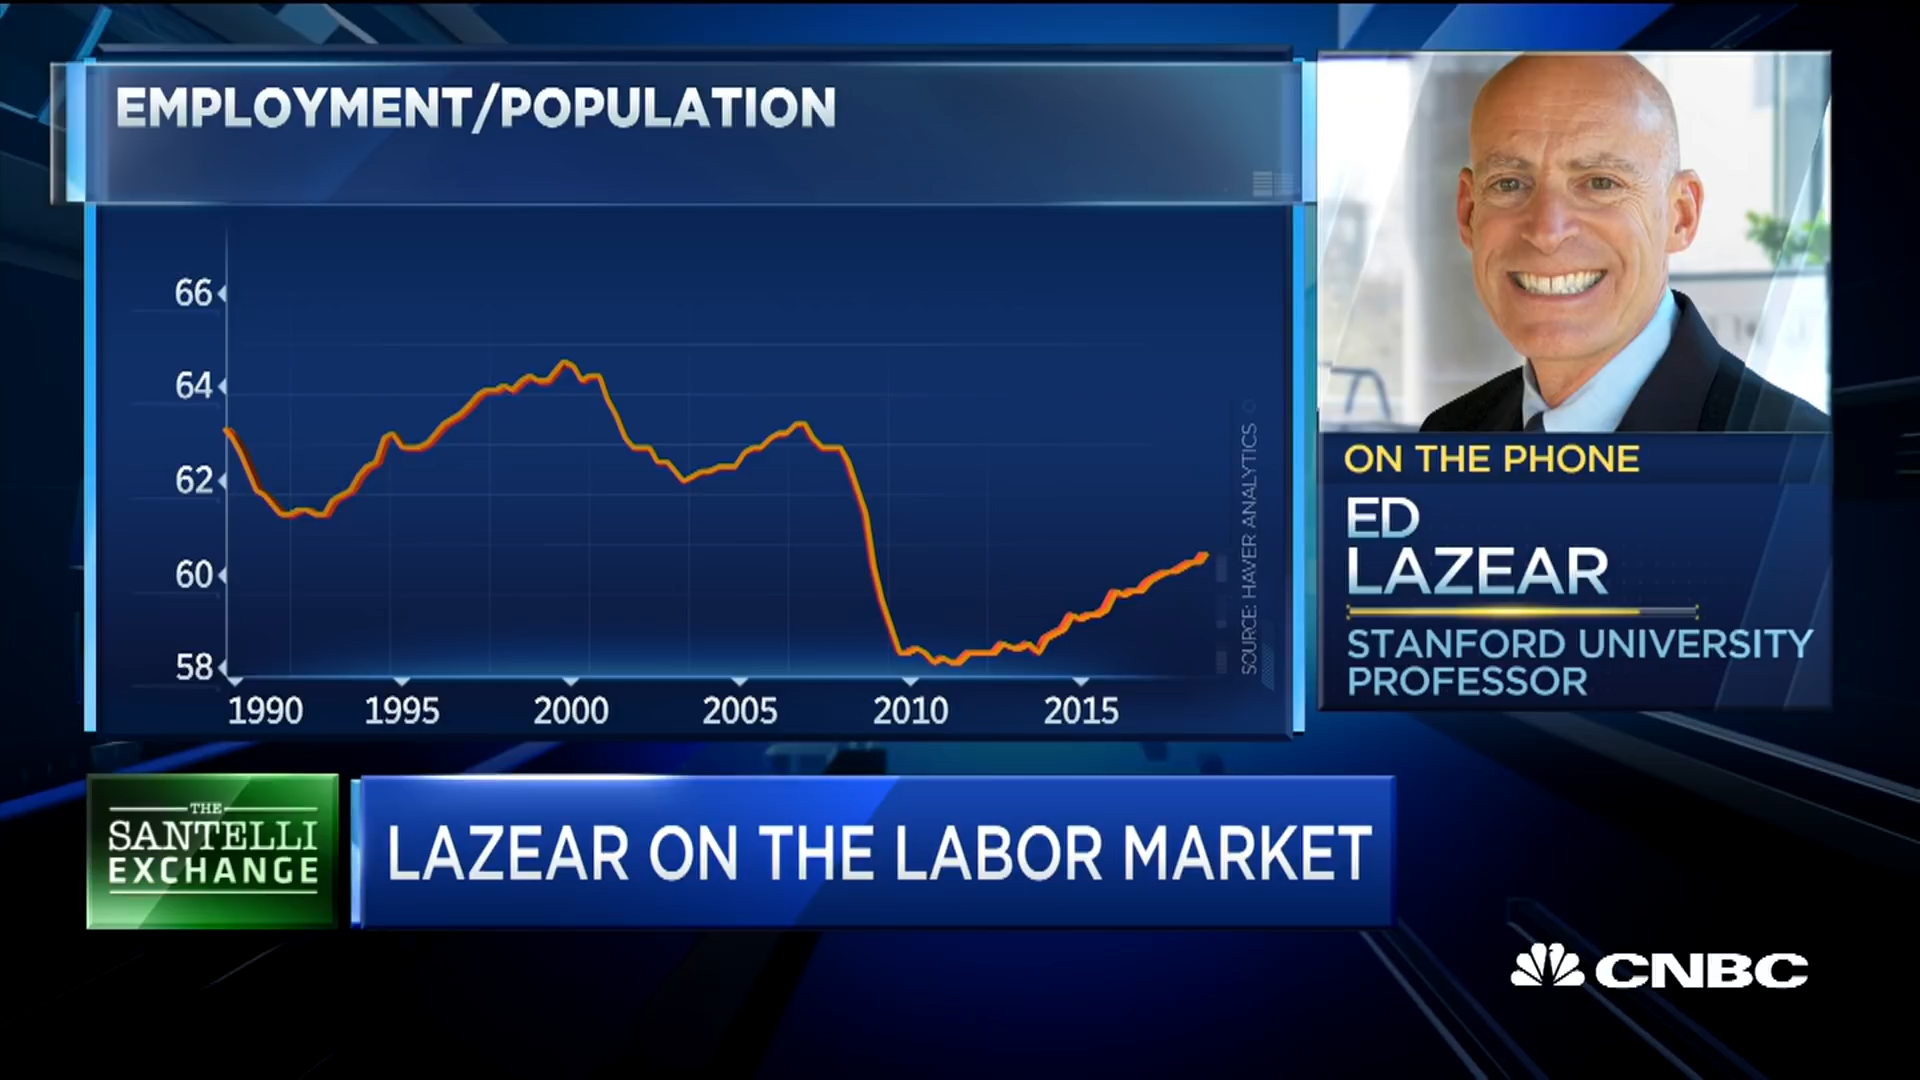 EMPLOYMENT/POPULATION
66
64
62
60
58
1990 1995 2000 2005 2010 2015
SOURCE: HAVER ANALYTICS
ON THE PHONE
ED
LAZEAR
STANFORD UNIVERSITY
PROFESSOR
THE
SANTELLI
EXCHANGE
LAZEAR ON THE LABOR MARKET
CNBC